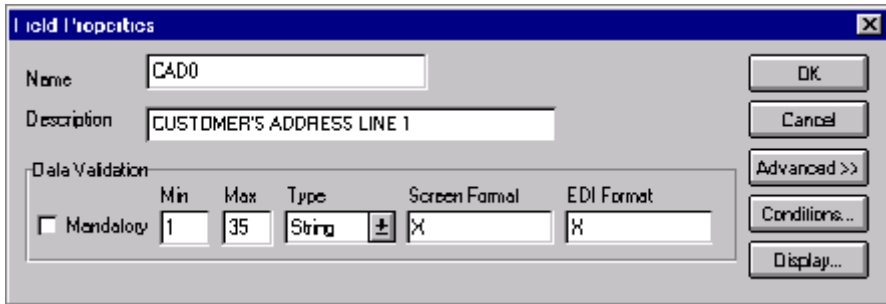 Field Properties
Name CAD0 OK
Description CUSTOMER'S ADDRESS LINE 1 Cancel
Data Validation Advanced >>
Min Max Type Screen Format EDI Format
Mandatory 1 35 String X X Conditions...
Display...